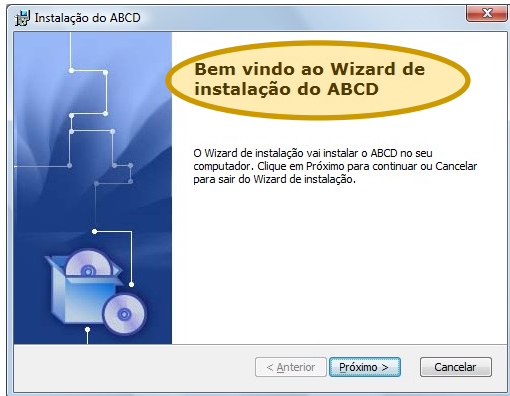 Instalação do ABCD
Bem vindo ao Wizard de
instalação do ABCD
O Wizard de instalação vai instalar o ABCD no seu
computador. Clique em Próximo para continuar ou Cancelar
para sair do Wizard de instalação.
< Anterior Próximo > Cancelar